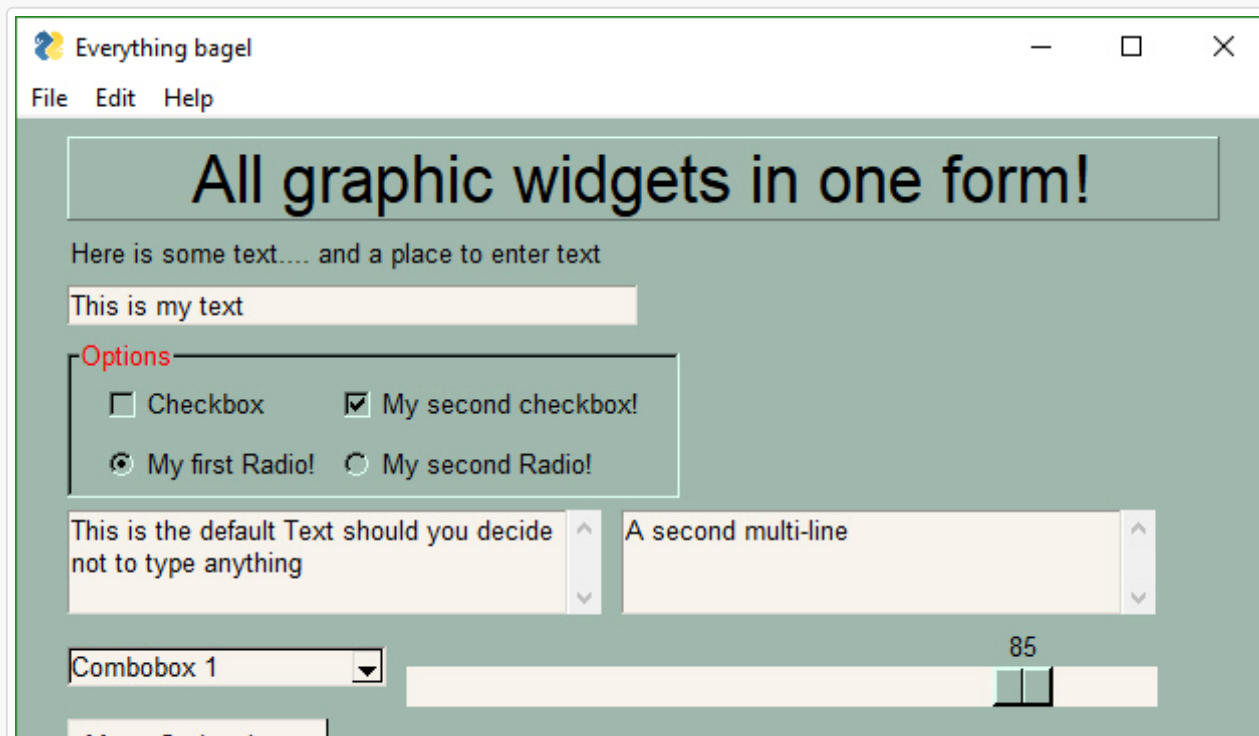 Everything bagel
File Edit Help
All graphic widgets in one form!
Here is some text.... and a place to enter text
This is my text
Options
Checkbox My second checkbox!
My first Radio! My second Radio!
This is the default Text should you decide
not to type anything
A second multi-line
85
Combobox 1